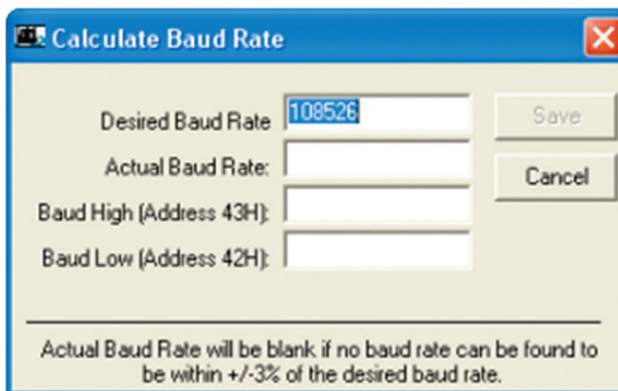 Calculate Baud Rate
Desired Baud Rate 108526 Save
Actual Baud Rate: Cancel
Baud High (Address 43H):
Baud Low (Address 42H):
Actual Baud Rate will be blank if no baud rate can be found to
be within +/-3% of the desired baud rate.